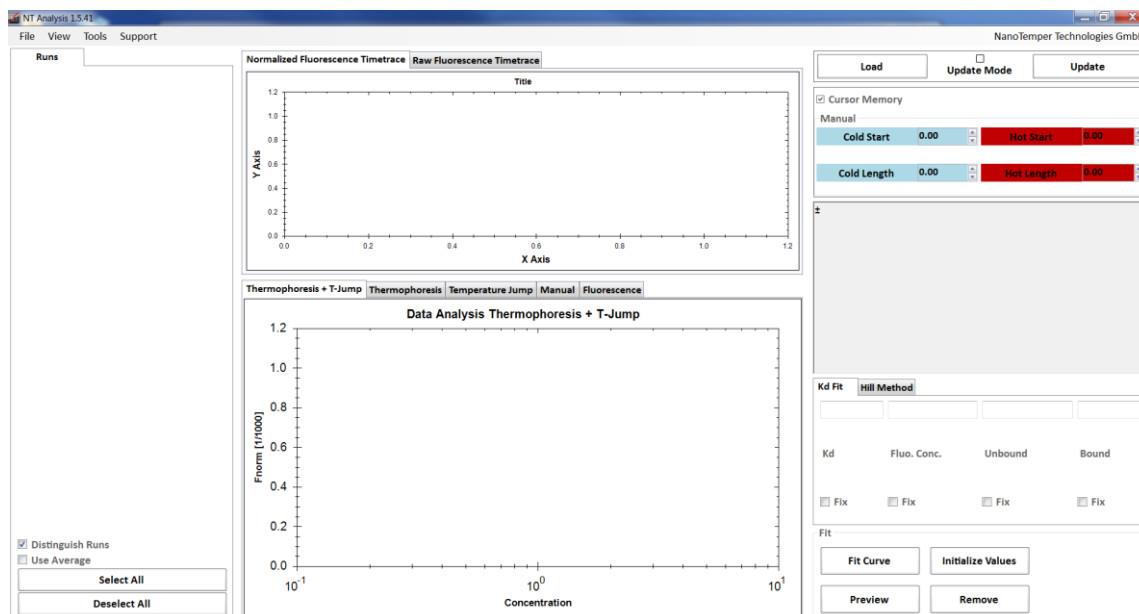 NT Analysis 1.5.41
File View Tools Support NanoTemper Technologies Gmb
Runs
Normalized Fluorescence Timetrace Raw Fluorescence Timetrace
Load Update Mode Update
Title
1.2
1.0
0.8
0.6
0.4
0.2
0.0
Y Axis
0.0 0.2 0.4 0.6 0.8 1.0 1.2
X Axis
Cursor Memory
Manual
Cold Start 0.00 Hot Start 0.00
Cold Length 0.00 Hot Length 0.00
±
Thermophoresis + T-Jump Thermophoresis Temperature Jump Manual Fluorescence
Data Analysis Thermophoresis + T-Jump
1.2
1.0
0.8
0.6
0.4
0.2
0.0
Fnorm [1/1000]
10^-1 10^0 10^1
Concentration
Kd Fit Hill Method
Kd Fluo. Conc. Unbound Bound
Fix Fix Fix Fix
Fit
Fit Curve Initialize Values
Preview Remove
Distinguish Runs
Use Average
Select All
Deselect All